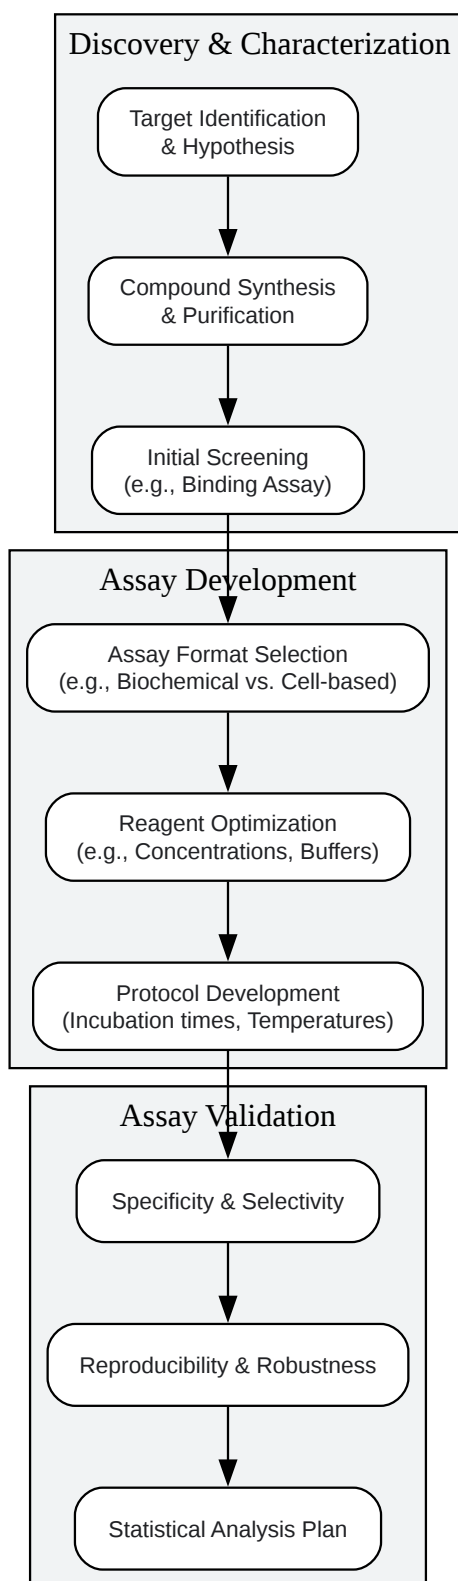 Discovery & Characterization
Target Identification
& Hypothesis
Compound Synthesis
& Purification
Initial Screening
(e.g., Binding Assay)
Assay Development
Assay Format Selection
(e.g., Biochemical vs. Cell-based)
Reagent Optimization
(e.g., Concentrations, Buffers)
Protocol Development
(Incubation times, Temperatures)
Assay Validation
Specificity & Selectivity
Reproducibility & Robustness
Statistical Analysis Plan